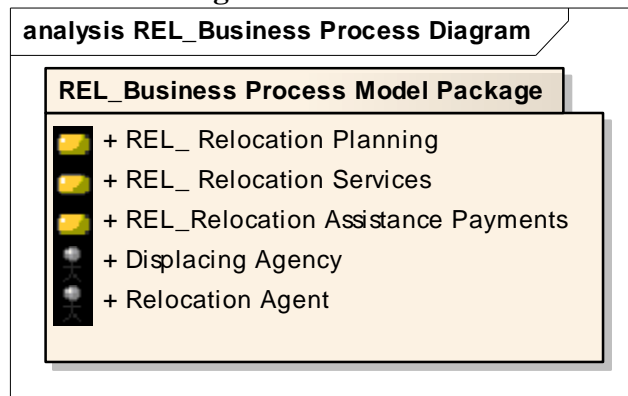 analysis REL_Business Process Diagram
REL_Business Process Model Package
+ REL_ Relocation Planning
+ REL_ Relocation Services
+ REL_Relocation Assistance Payments
+ Displacing Agency
+ Relocation Agent